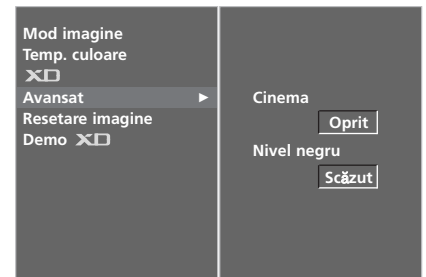 Mod imagine
Temp. culoare
XD
Avansat ►
Resetare imagine
Demo XD
Cinema
Oprit
Nivel negru
Scăzut